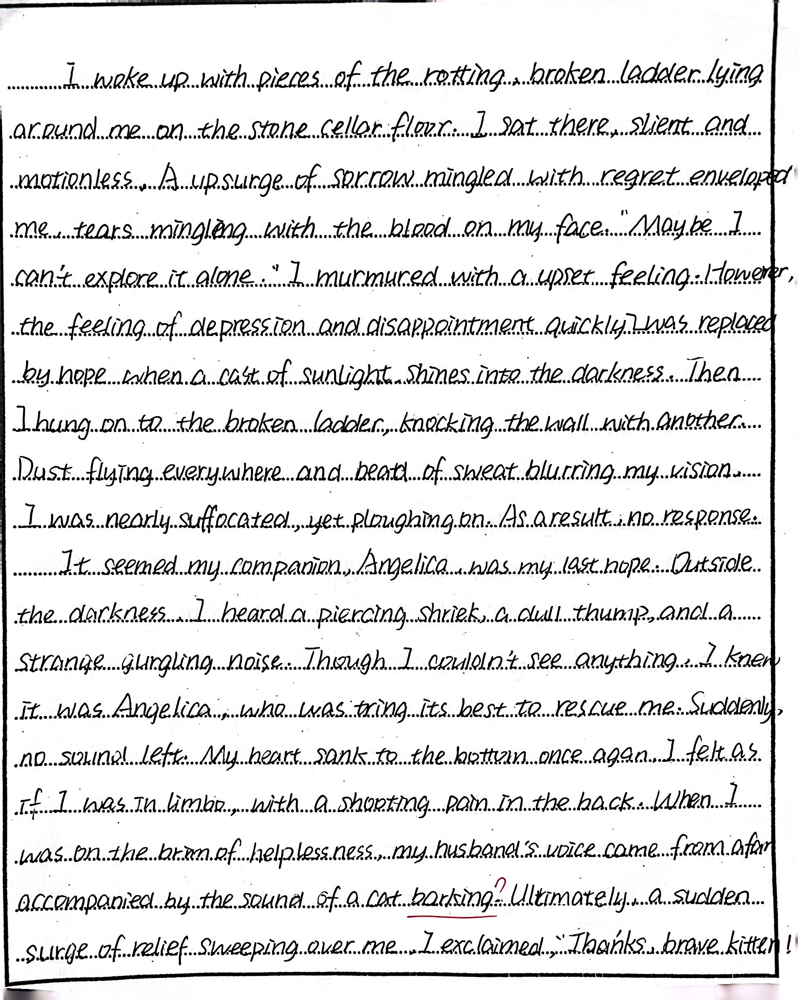 I woke up with pieces of the rotting, broken ladder lying
around me on the stone cellar floor. I sat there, slient and
motionless. A upsurge of sorrow mingled with regret enveloped
me, tears mingling with the blood on my face. "Maybe I
can't explore it alone." I murmured with a upset feeling. However,
the feeling of depression and disappointment quickly was replaced
by hope when a cast of sunlight shines into the darkness. Then
I hung on to the broken ladder, knocking the wall with another.
Dust flying everywhere and bead of sweat blurring my vision,
I was nearly suffocated, yet ploughing on. As a result, no response.
It seemed my companion, Angelica, was my last hope. Outside
the darkness, I heard a piercing shriek, a dull thump, and a
strange gurgling noise. Though I couldn't see anything, I knew
it was Angelica, who was tring its best to rescue me. Suddenly,
no sound left. My heart sank to the bottom once agan. I felt as
if I was in limbo, with a shooting pain in the back. When I
was on the brim of helplessness, my husband's voice came from afar
accompanied by the sound of a cat barking.? Ultimately, a sudden
surge of relief sweeping over me, I exclaimed, "Thanks, brave kitten!